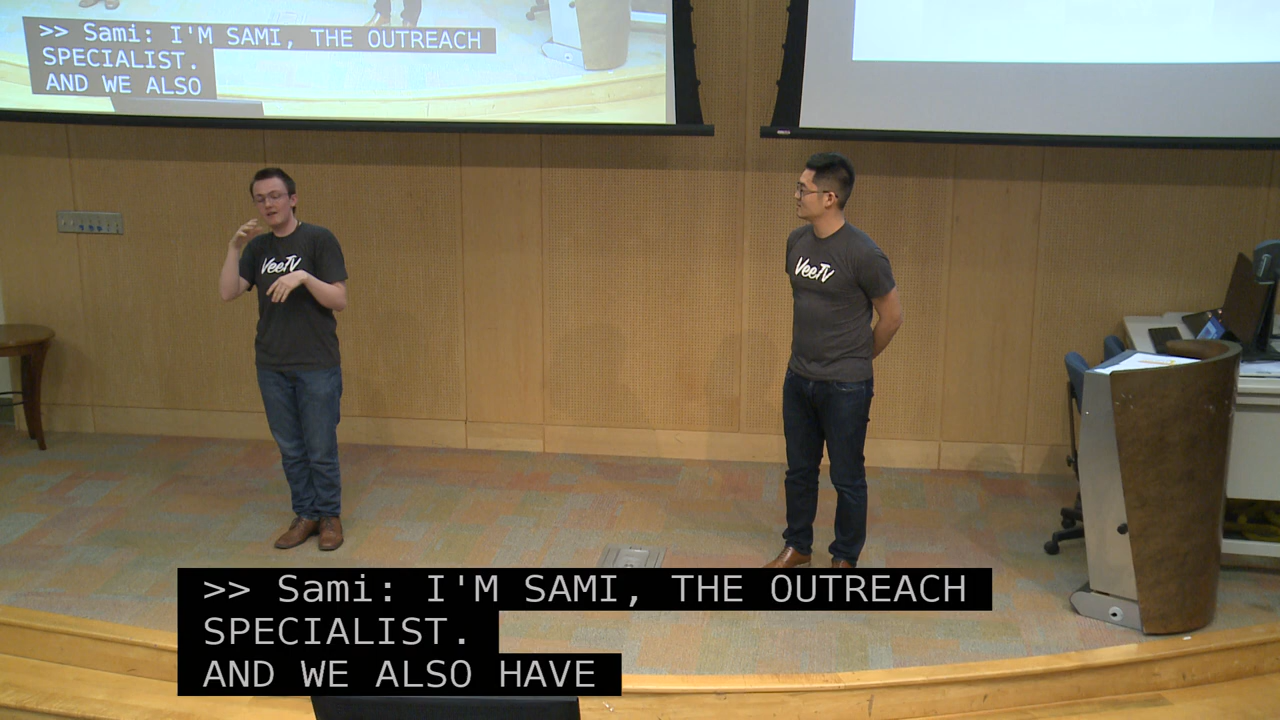 >> Sami: I'M SAMI, THE OUTREACH
SPECIALIST.
AND WE ALSO
VeeTV
VeeTV
>> Sami: I'M SAMI, THE OUTREACH
SPECIALIST.
AND WE ALSO HAVE